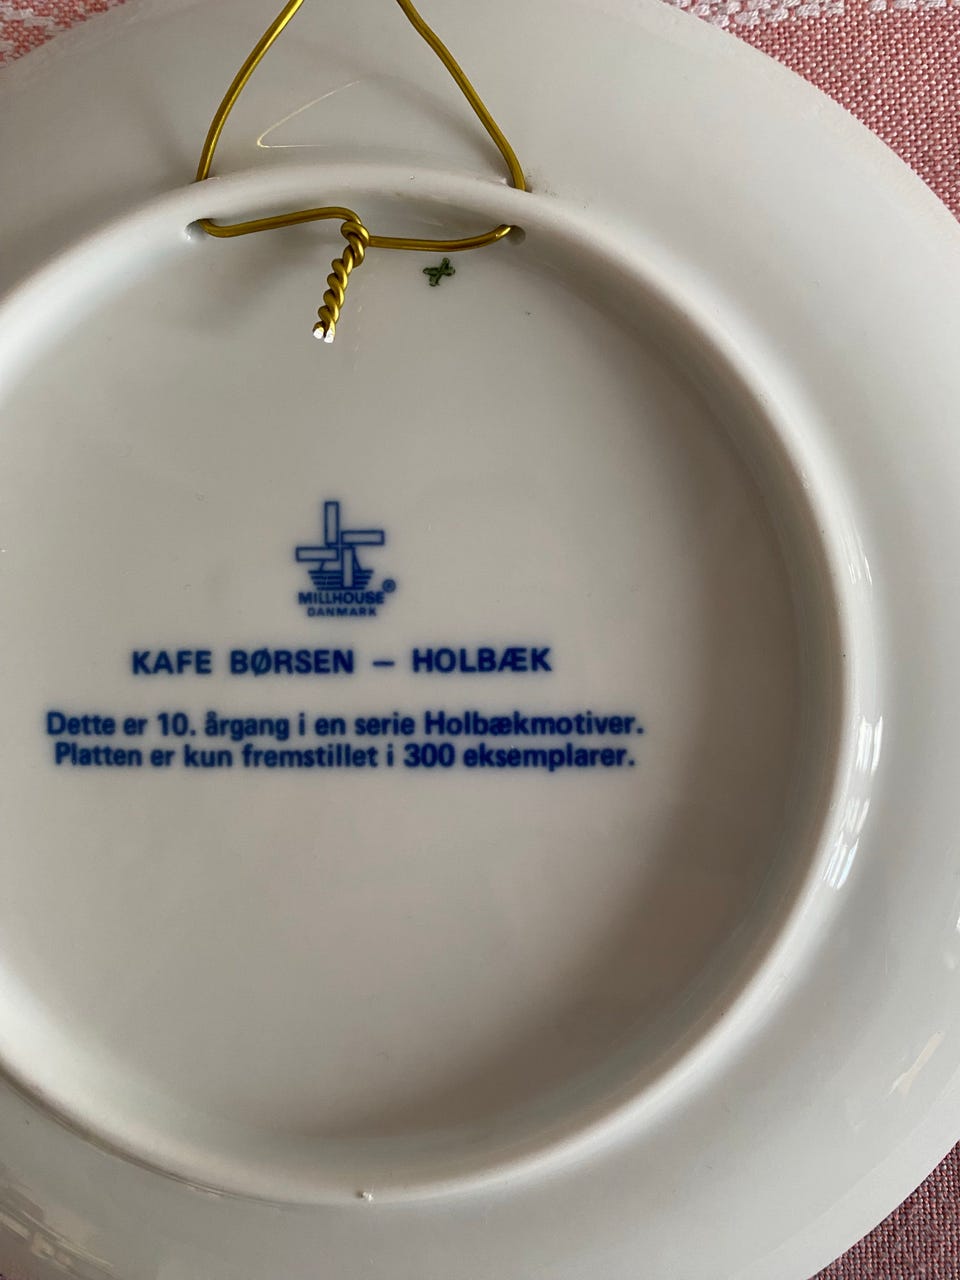 MILLHOUSE ®
DANMARK
KAFE BØRSEN – HOLBÆK
Dette er 10. årgang i en serie Holbækmotiver.
Platten er kun fremstillet i 300 eksemplarer.